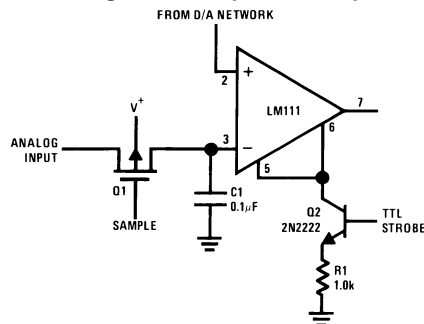 FROM D/A NETWORK
2
+
LM111
7
6
V+
ANALOG
INPUT
3
−
5
Q1
C1
0.1μF
Q2
2N2222
TTL
STROBE
SAMPLE
R1
1.0k